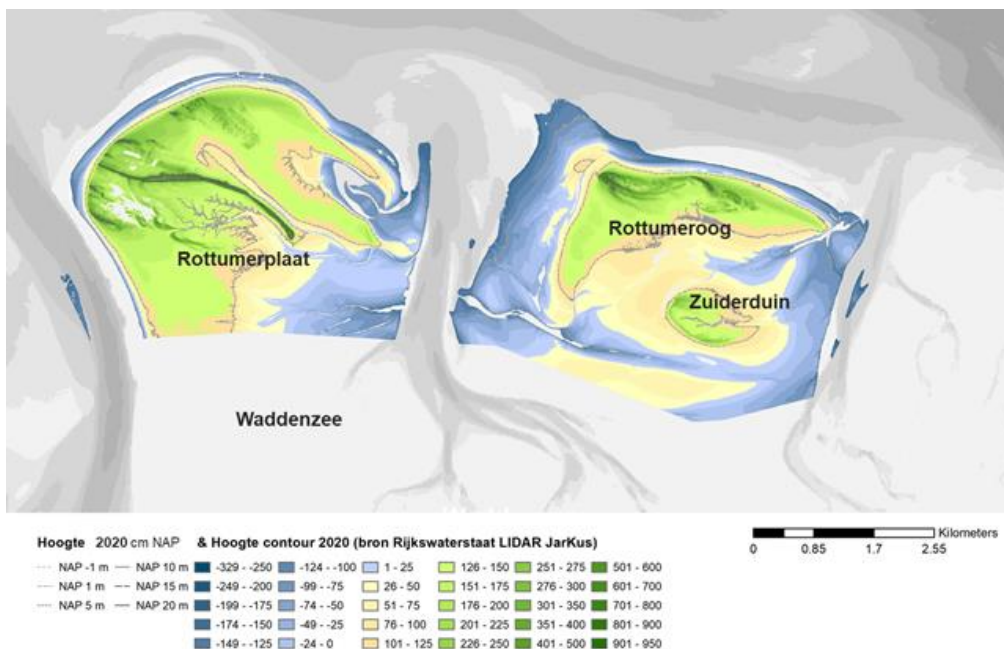 Rottumerplaat
Rottumeroog
Zuiderduin
Waddenzee
Hoogte 2020 cm NAP & Hoogte contour 2020 (bron Rijkswaterstaat LIDAR JarKus)
NAP -1 m NAP 10 m -329 - -250 -124 - -100 1 - 25 126 - 150 251 - 275 501 - 600
NAP 1 m NAP 15 m -249 - -200 -99 - -75 26 - 50 151 - 175 276 - 300 601 - 700
NAP 5 m NAP 20 m -199 - -175 -74 - -50 51 - 75 176 - 200 301 - 350 701 - 800
-174 - -150 -49 - -25 76 - 100 201 - 225 351 - 400 801 - 900
-149 - -125 -24 - 0 101 - 125 226 - 250 401 - 500 901 - 950
Kilometers
0 0.85 1.7 2.55